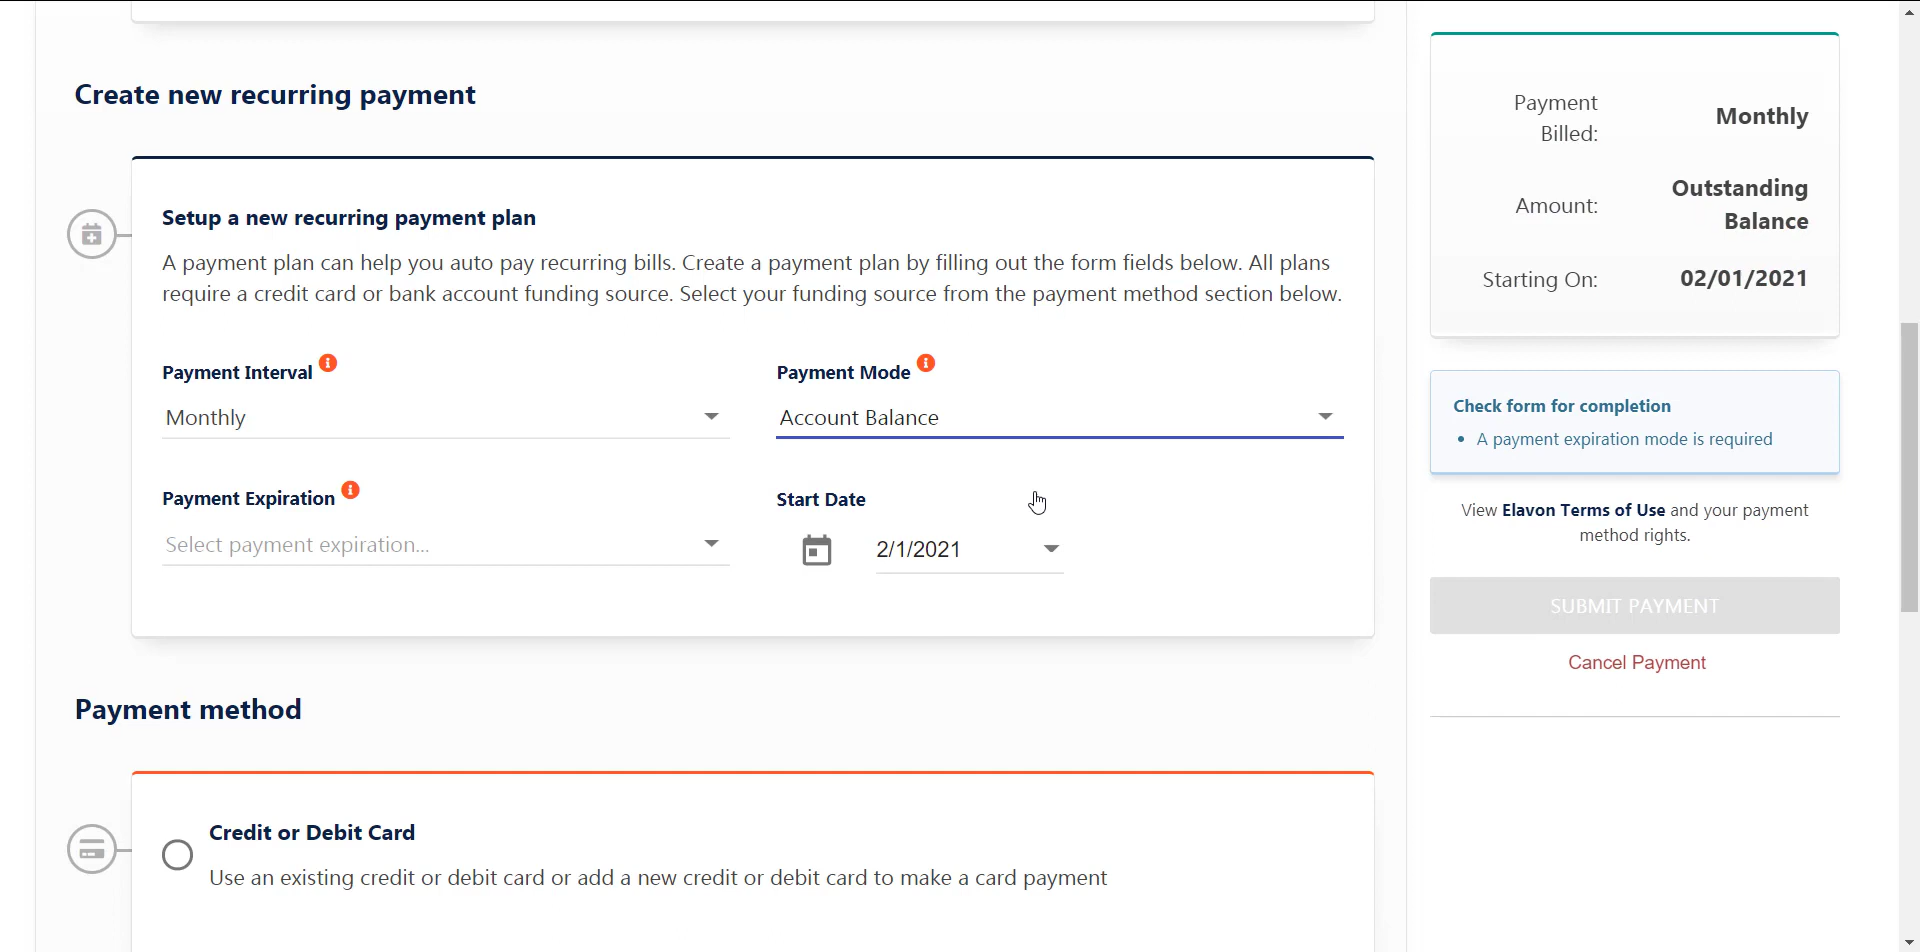 Create new recurring payment
Setup a new recurring payment plan
A payment plan can help you auto pay recurring bills. Create a payment plan by filling out the form fields below. All plans
require a credit card or bank account funding source. Select your funding source from the payment method section below.
Payment Interval
Payment Mode
Monthly
Account Balance
Payment Expiration
Start Date
Select payment expiration...
2/1/2021
Payment method
Credit or Debit Card
Use an existing credit or debit card or add a new credit or debit card to make a card payment
Payment
Billed:
Monthly
Amount:
Outstanding
Balance
Starting On:
02/01/2021
Check form for completion
• A payment expiration mode is required
View Elavon Terms of Use and your payment
method rights.
SUBMIT PAYMENT
Cancel Payment